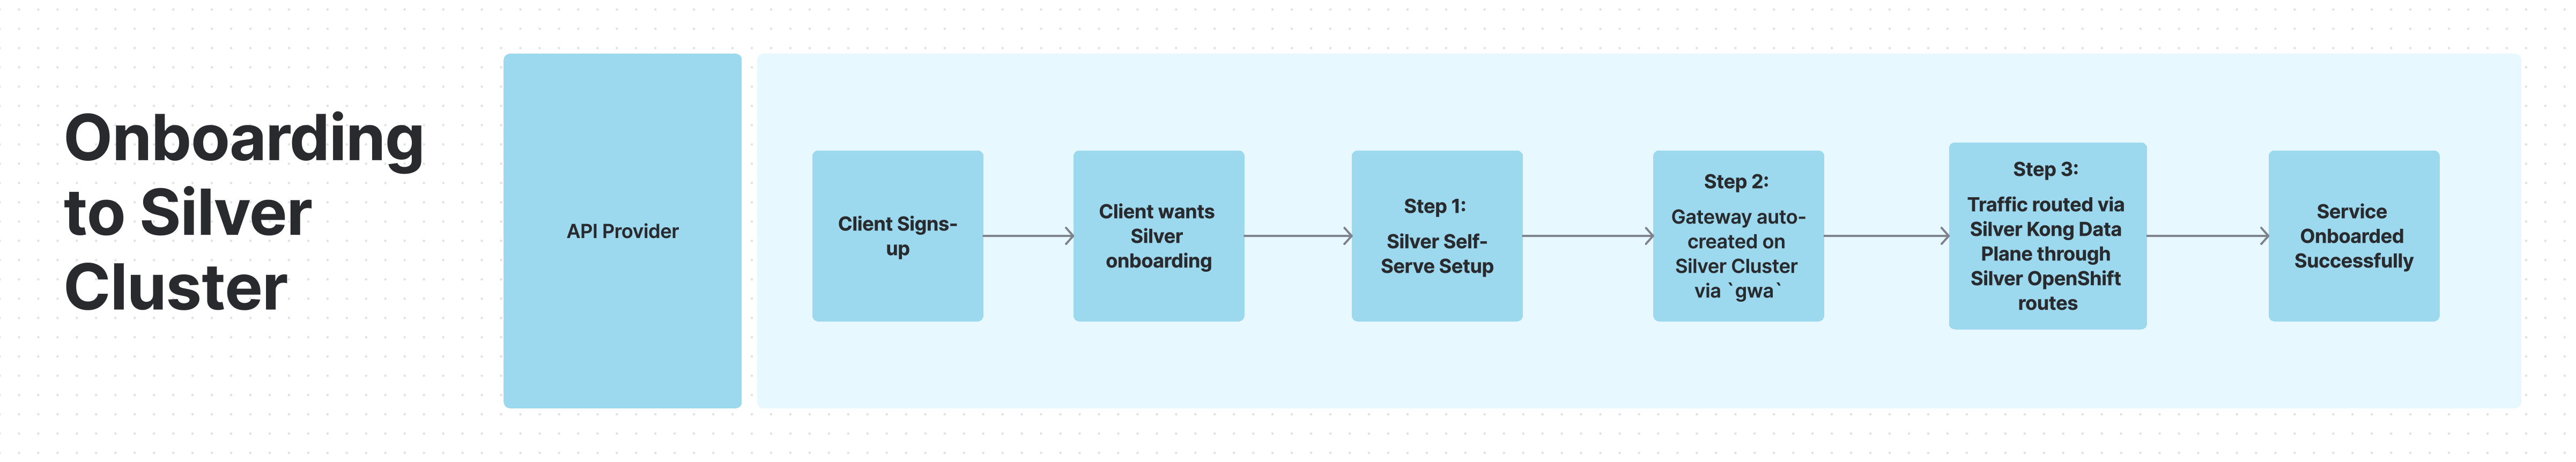 Onboarding
to Silver
Cluster
API Provider
Client Signs-
up
Client wants
Silver
onboarding
Step 1:
Silver Self-
Serve Setup
Step 2:
Gateway auto-
created on
Silver Cluster
via `gwa`
Step 3:
Traffic routed via
Silver Kong Data
Plane through
Silver OpenShift
routes
Service
Onboarded
Successfully